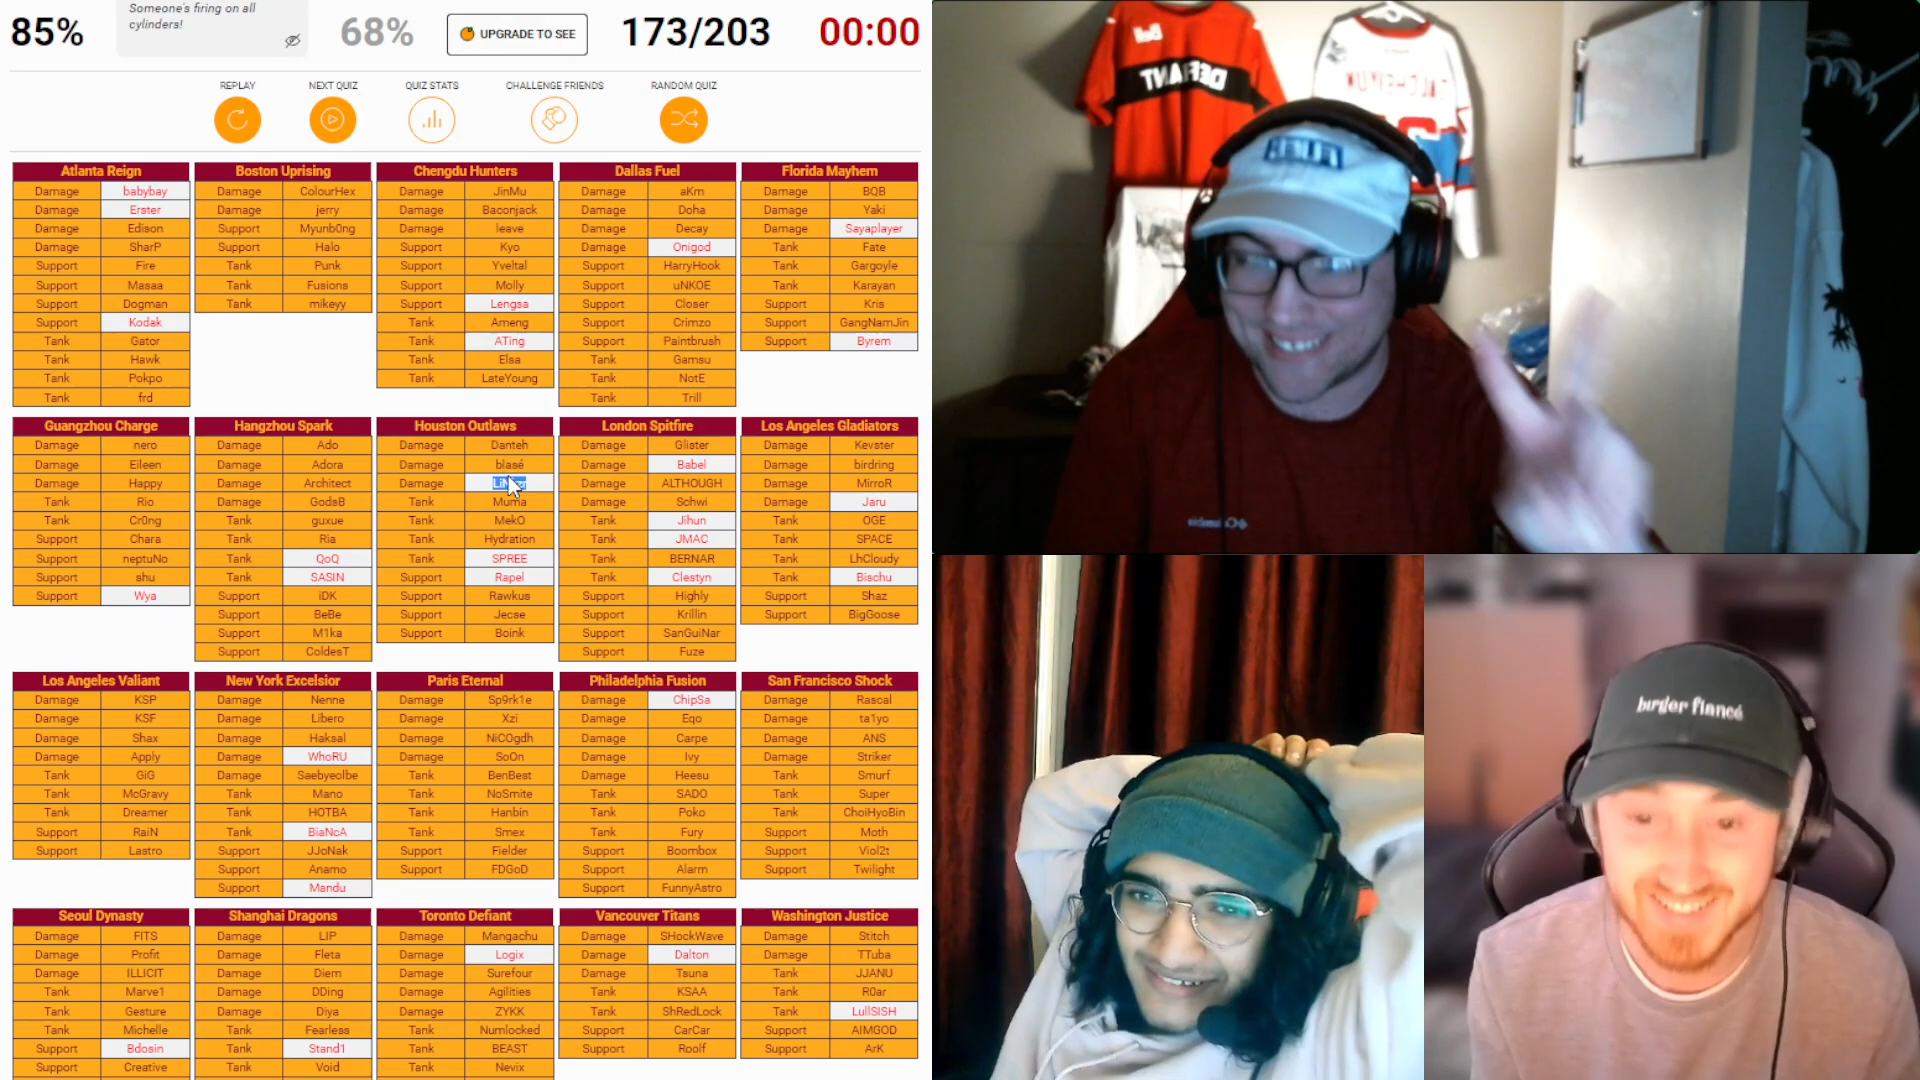 85%
Someone's firing on all
cylinders!
68%
UPGRADE TO SEE
173/203
00:00
REPLAY
NEXT QUIZ
QUIZ STATS
CHALLENGE FRIENDS
RANDOM QUIZ
Atlanta Reign
Damage babybay
Damage Erster
Damage Edison
Damage SharP
Support Fire
Support Masaa
Support Dogman
Support Kodak
Tank Gator
Tank Hawk
Tank Pokpo
Tank frd
Boston Uprising
Damage ColourHex
Damage jerry
Support Myunb0ng
Support Halo
Tank Punk
Tank Fusions
Tank mikeyy
Chengdu Hunters
Damage JinMu
Damage Baconjack
Damage leave
Support Kyo
Support Yveltal
Support Molly
Support Lengsa
Tank Ameng
Tank ATing
Tank Elsa
Tank LateYoung
Dallas Fuel
Damage aKm
Damage Doha
Damage Decay
Damage Onigod
Support HarryHook
Support uNKOE
Support Closer
Support Crimzo
Support Paintbrush
Tank Gamsu
Tank NotE
Tank Trill
Florida Mayhem
Damage BQB
Damage Yaki
Damage Sayaplayer
Tank Fate
Tank Gargoyle
Tank Karayan
Support Kris
Support GangNamJin
Support Byrem
Guangzhou Charge
Damage nero
Damage Eileen
Damage Happy
Tank Rio
Tank Cr0ng
Support Chara
Support neptuNo
Support shu
Support Wya
Hangzhou Spark
Damage Ado
Damage Adora
Damage Architect
Damage GodsB
Tank guxue
Tank Ria
Tank QoQ
Tank SASIN
Support iDK
Support BeBe
Support M1ka
Support ColdesT
Houston Outlaws
Damage Danteh
Damage blasé
Damage
Tank Muma
Tank MekO
Tank Hydration
Tank SPREE
Support Rapel
Support Rawkus
Support Jecse
Support Boink
London Spitfire
Damage Glister
Damage Babel
Damage ALTHOUGH
Damage Schwi
Tank Jihun
Tank JMAC
Tank BERNAR
Tank Clestyn
Support Highly
Support Krillin
Support SanGuiNar
Support Fuze
Los Angeles Gladiators
Damage Kevster
Damage birdring
Damage MirroR
Damage Jaru
Tank OGE
Tank SPACE
Tank LhCloudy
Tank Bischu
Support Shaz
Support BigGoose
Los Angeles Valiant
Damage KSP
Damage KSF
Damage Shax
Damage Apply
Tank GiG
Tank McGravy
Tank Dreamer
Support RaiN
Support Lastro
New York Excelsior
Damage Nenne
Damage Libero
Damage Haksal
Damage WhoRU
Damage Saebyeolbe
Tank Mano
Tank HOTBA
Tank BiaNcA
Support JJoNak
Support Anamo
Support Mandu
Paris Eternal
Damage Sp9rk1e
Damage Xzi
Damage NiCOgdh
Damage SoOn
Tank BenBest
Tank NoSmite
Tank Hanbin
Tank Smex
Support Fielder
Support FDGoD
Philadelphia Fusion
Damage ChipSa
Damage Eqo
Damage Carpe
Damage Ivy
Damage Heesu
Tank SADO
Tank Poko
Tank Fury
Support Boombox
Support Alarm
Support FunnyAstro
San Francisco Shock
Damage Rascal
Damage ta1yo
Damage ANS
Damage Striker
Tank Smurf
Tank Super
Tank ChoiHyoBin
Support Moth
Support Viol2t
Support Twilight
Seoul Dynasty
Damage FITS
Damage Profit
Damage ILLICIT
Tank Marve1
Tank Gesture
Tank Michelle
Support Bdosin
Support Creative
Shanghai Dragons
Damage LIP
Damage Fleta
Damage Diem
Damage DDing
Damage Diya
Tank Fearless
Tank Stand1
Tank Void
Toronto Defiant
Damage Mangachu
Damage Logix
Damage Surefour
Damage Agilities
Damage ZYKK
Tank Numlocked
Tank BEAST
Tank Nevix
Vancouver Titans
Damage SHockWave
Damage Dalton
Damage Tsuna
Tank KSAA
Tank ShRedLock
Support CarCar
Support Roolf
Washington Justice
Damage Stitch
Damage TTuba
Tank JJANU
Tank R0ar
Tank LullSISH
Support AIMGOD
Support ArK
DEFIANT
burger fiancé